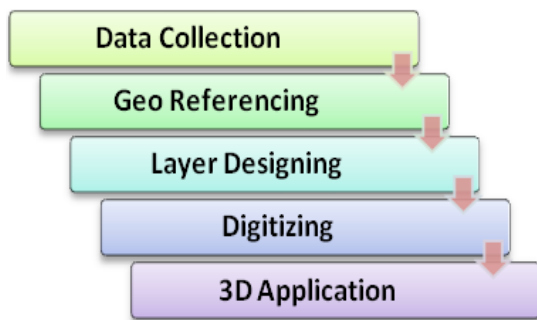 Data Collection
Geo Referencing
Layer Designing
Digitizing
3D Application